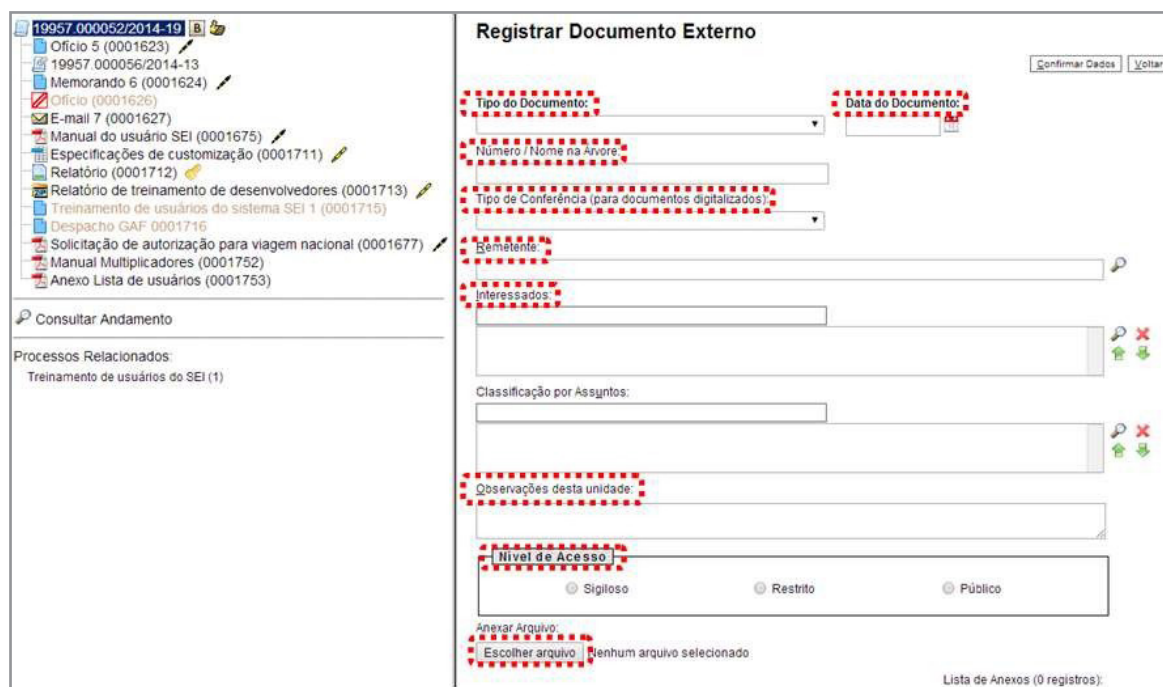 19957.000052/2014-19 B
Ofício 5 (0001623)
19957.000056/2014-13
Memorando 6 (0001624)
Ofício (0001626)
E-mail 7 (0001627)
Manual do usuário SEI (0001675)
Especificações de customização (0001711)
Relatório (0001712)
Relatório de treinamento de desenvolvedores (0001713)
Treinamento de usuários do sistema SEI 1 (0001715)
Despacho GAF 0001716
Solicitação de autorização para viagem nacional (0001677)
Manual Multiplicadores (0001752)
Anexo Lista de usuários (0001753)
Consultar Andamento
Processos Relacionados:
Treinamento de usuários do SEI (1)
Registrar Documento Externo
Confirmar Dados Voltar
Tipo do Documento: Data do Documento:
Número / Nome na Árvore:
Tipo de Conferência (para documentos digitalizados):
Remetente:
Interessados:
Classificação por Assuntos:
Observações desta unidade:
Nível de Acesso
Sigiloso Restrito Público
Anexar Arquivo:
Escolher arquivo Nenhum arquivo selecionado
Lista de Anexos (0 registros):